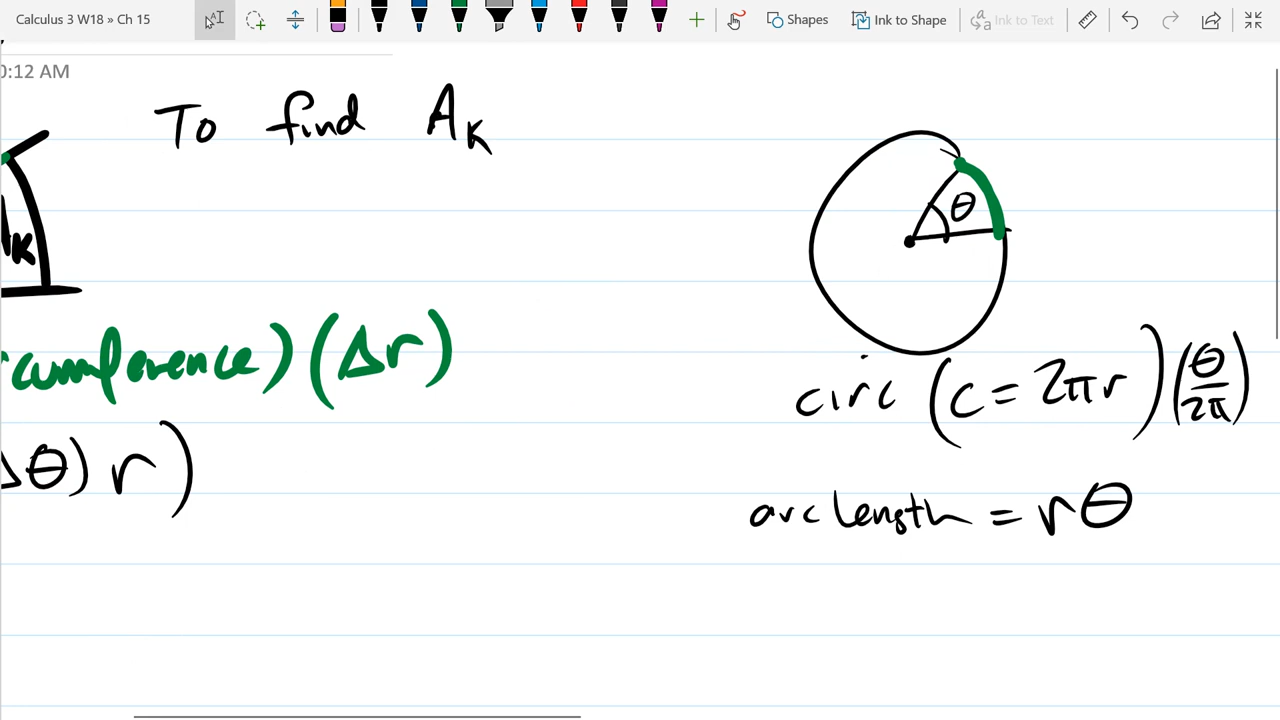 Calculus 3 W18 » Ch 15
Shapes
Ink to Shape
Ink to Text
0:12 AM
To find A_K
θ
K
cumference)(Δr)
circ (c = 2πr)(θ/2π)
Δθ) r)
arc length = rθ